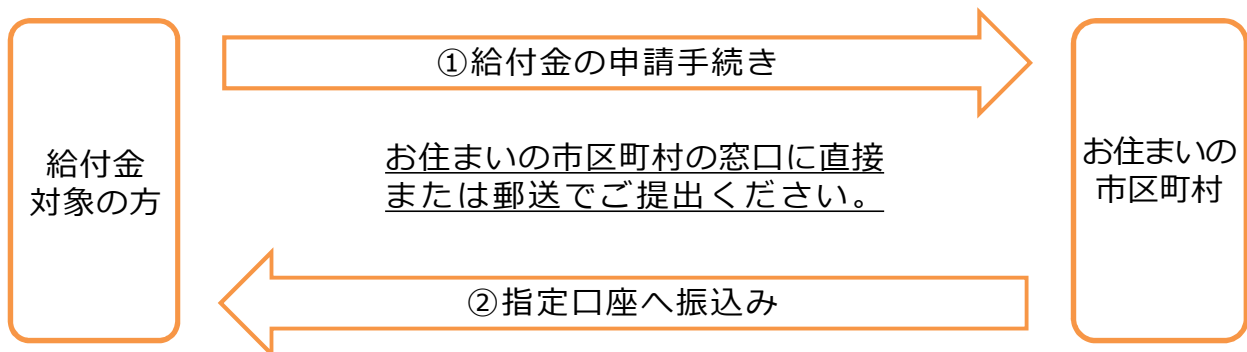 給付金
対象の方
①給付金の申請手続き
お住まいの市区町村の窓口に直接
または郵送でご提出ください。
②指定口座へ振込み
お住まいの
市区町村